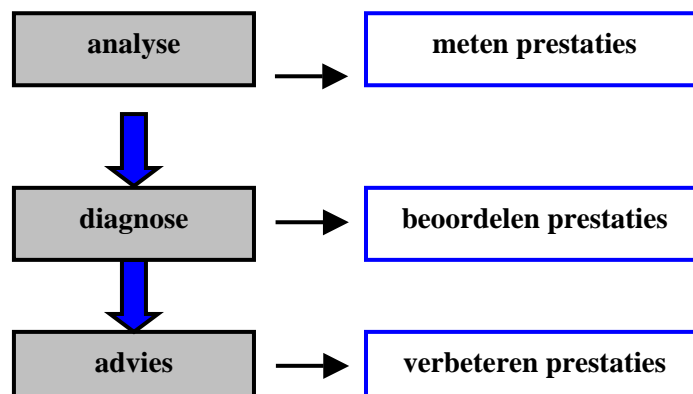 analyse
meten prestaties
diagnose
beoordelen prestaties
advies
verbeteren prestaties